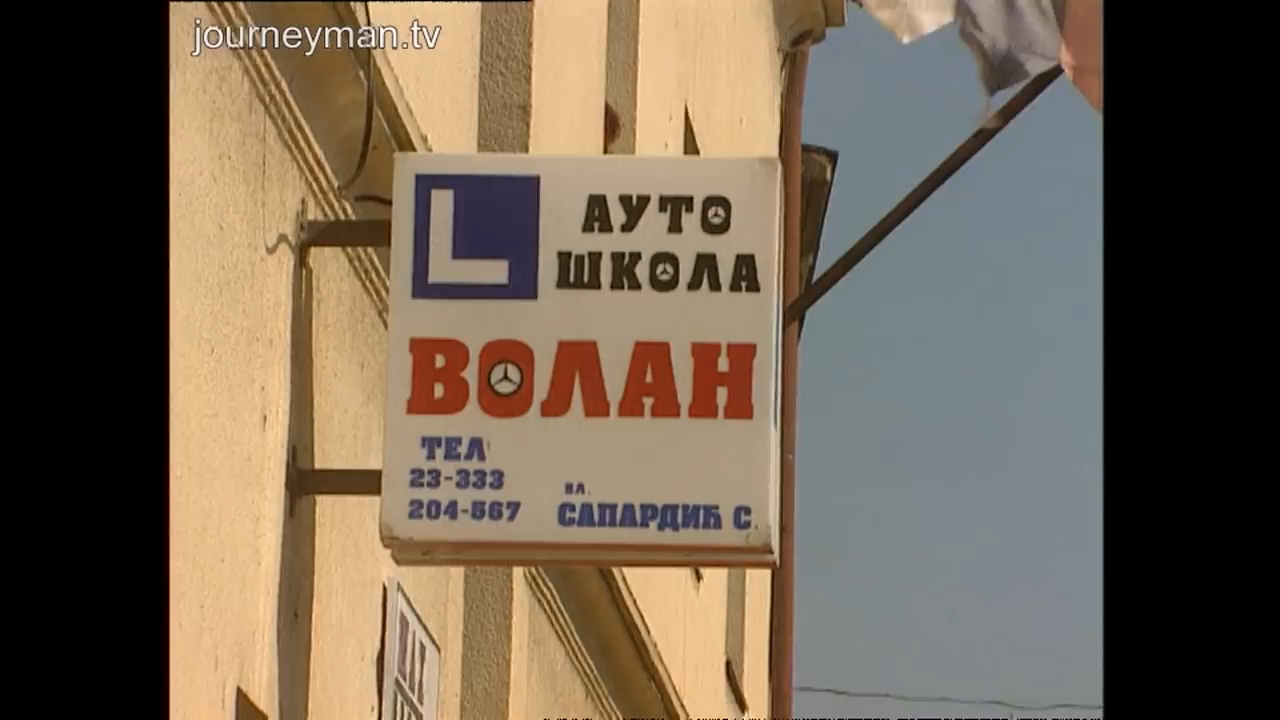 journeyman.tv
L
АУТО
ШКОЛА
ВОЛАН
ТЕЛ
23-333
204-567
ВЛ.
САПАРДИЋ С.